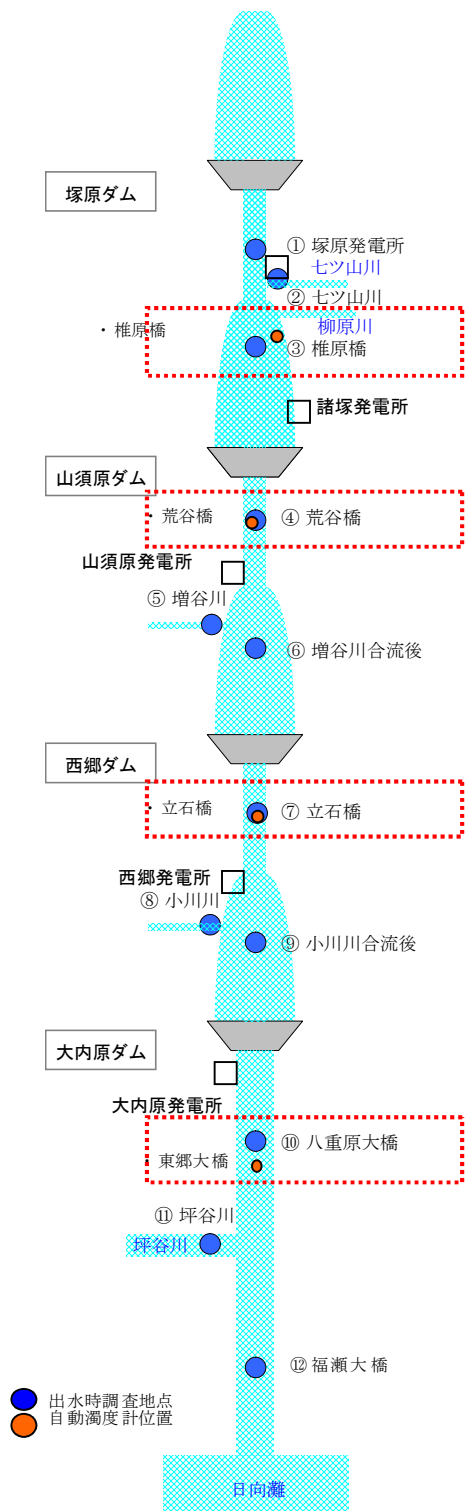 塚原ダム
① 塚原発電所
七ツ山川
② 七ツ山川
柳原川
・椎原橋
③ 椎原橋
諸塚発電所
山須原ダム
・荒谷橋
④ 荒谷橋
山須原発電所
⑤ 増谷川
⑥ 増谷川合流後
西郷ダム
・立石橋
⑦ 立石橋
西郷発電所
⑧ 小川川
⑨ 小川川合流後
大内原ダム
大内原発電所
⑩ 八重原大橋
・東郷大橋
⑪ 坪谷川
坪谷川
⑫ 福瀬大橋
出水時調査地点
自動濁度計位置
日向灘